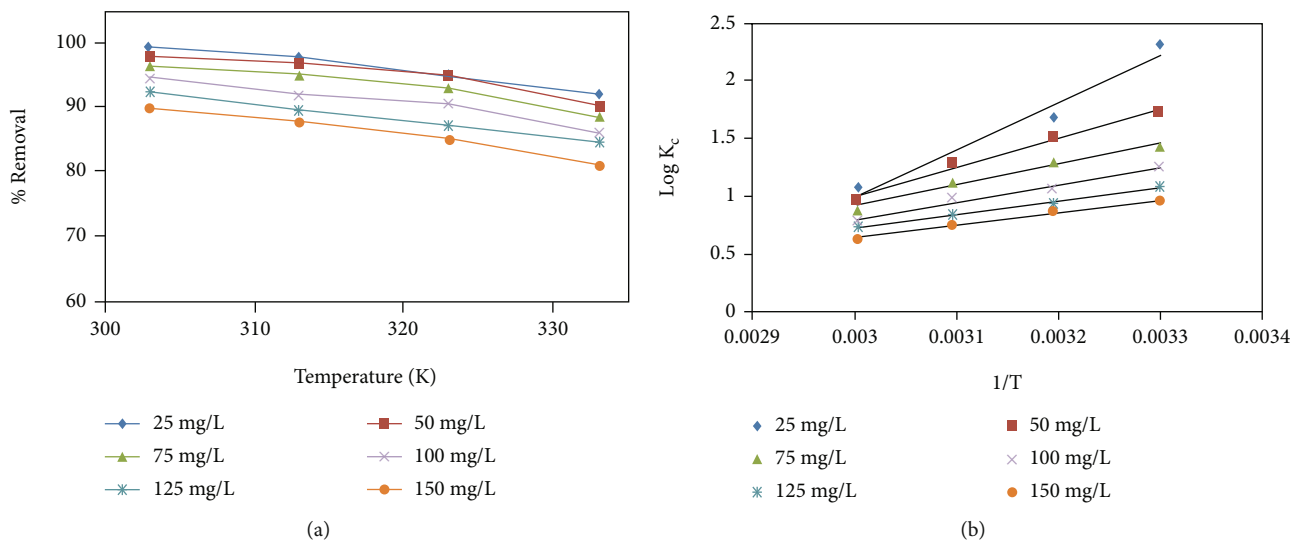 100
90
80
70
60
% Removal
300
310
320
330
Temperature (K)
25 mg/L
50 mg/L
75 mg/L
100 mg/L
125 mg/L
150 mg/L
(a)
2.5
2
1.5
1
0.5
0
Log Kc
0.0029
0.003
0.0031
0.0032
0.0033
0.0034
1/T
25 mg/L
50 mg/L
75 mg/L
100 mg/L
125 mg/L
150 mg/L
(b)